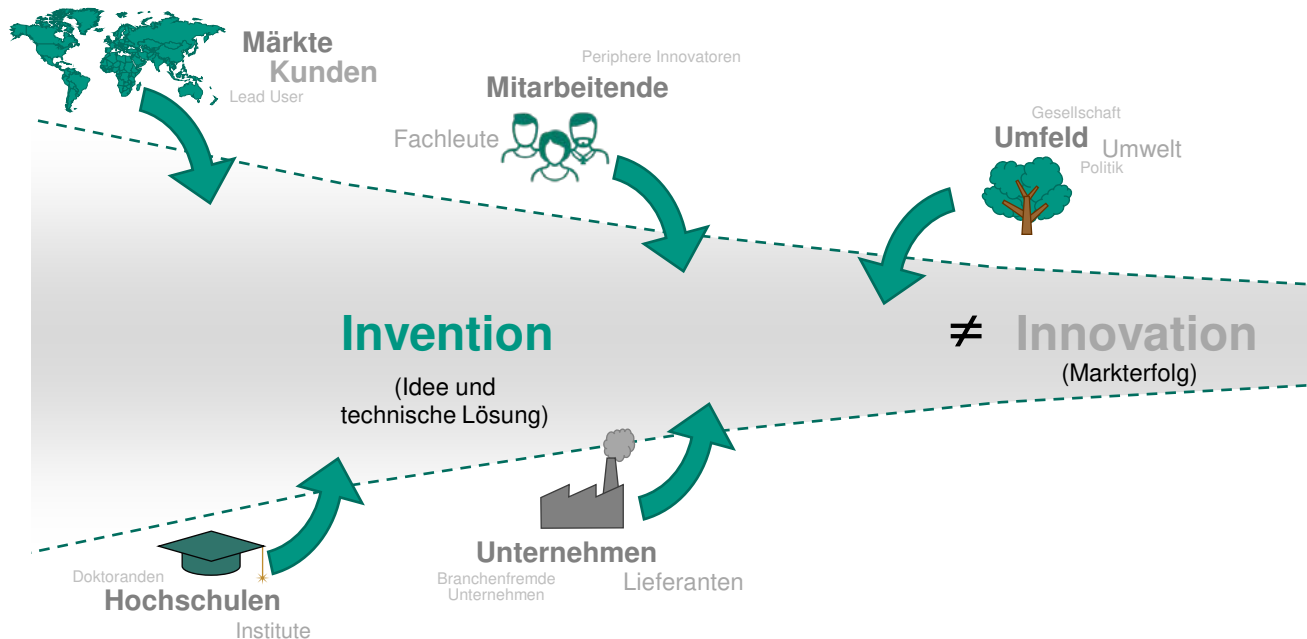 Märkte
Kunden
Lead User
Periphere Innovatoren
Mitarbeitende
Fachleute
Gesellschaft
Umfeld
Umwelt
Politik
Invention
(Idee und
technische Lösung)
≠ Innovation
(Markterfolg)
Doktoranden
Hochschulen
Institute
Unternehmen
Branchenfremde
Unternehmen
Lieferanten